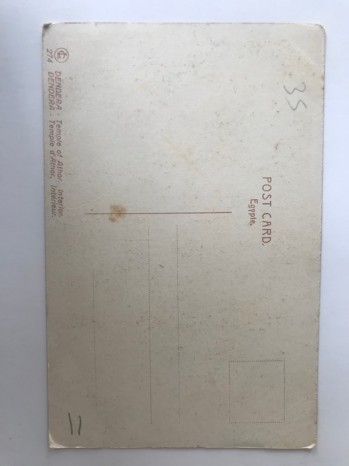 POST CARD.
Egypte.
DENDERA - Temple of Athor, Interior.
274 DENDERA - Temple d'Athor, Intérieur.
35
11